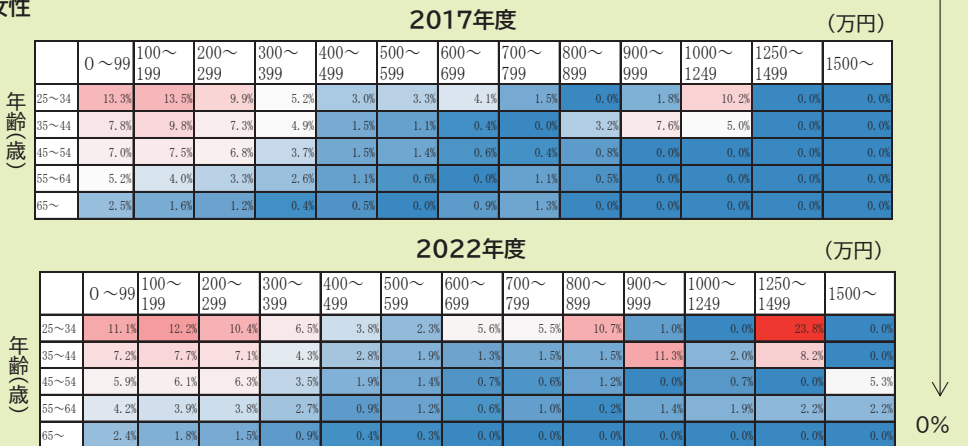 女性
2017年度
(万円)
0～99 100～199 200～299 300～399 400～499 500～599 600～699 700～799 800～899 900～999 1000～1249 1250～1499 1500～
年齢(歳)
25～34 13.3% 13.5% 9.9% 5.2% 3.0% 3.3% 4.1% 1.5% 0.0% 1.8% 10.2% 0.0% 0.0%
35～44 7.8% 9.8% 7.3% 4.9% 1.5% 1.1% 0.4% 0.0% 3.2% 7.6% 5.0% 0.0% 0.0%
45～54 7.0% 7.5% 6.8% 3.7% 1.5% 1.4% 0.6% 0.4% 0.8% 0.0% 0.0% 0.0% 0.0%
55～64 5.2% 4.0% 3.3% 2.6% 1.1% 0.6% 0.0% 1.1% 0.5% 0.0% 0.0% 0.0% 0.0%
65～ 2.5% 1.6% 1.2% 0.4% 0.5% 0.0% 0.9% 1.3% 0.0% 0.0% 0.0% 0.0% 0.0%
2022年度
(万円)
0～99 100～199 200～299 300～399 400～499 500～599 600～699 700～799 800～899 900～999 1000～1249 1250～1499 1500～
年齢(歳)
25～34 11.1% 12.2% 10.4% 6.5% 3.8% 2.3% 5.6% 5.5% 10.7% 1.0% 0.0% 23.8% 0.0%
35～44 7.2% 7.7% 7.1% 4.3% 2.8% 1.9% 1.3% 1.5% 1.5% 11.3% 2.0% 8.2% 0.0%
45～54 5.9% 6.1% 6.3% 3.5% 1.9% 1.4% 0.7% 0.6% 1.2% 0.0% 0.7% 0.0% 5.3%
55～64 4.2% 3.9% 3.8% 2.7% 0.9% 1.2% 0.6% 1.0% 0.2% 1.4% 1.9% 2.2% 2.2%
65～ 2.4% 1.8% 1.5% 0.9% 0.4% 0.3% 0.0% 0.0% 0.0% 0.0% 0.0% 0.0% 0.0%
0%